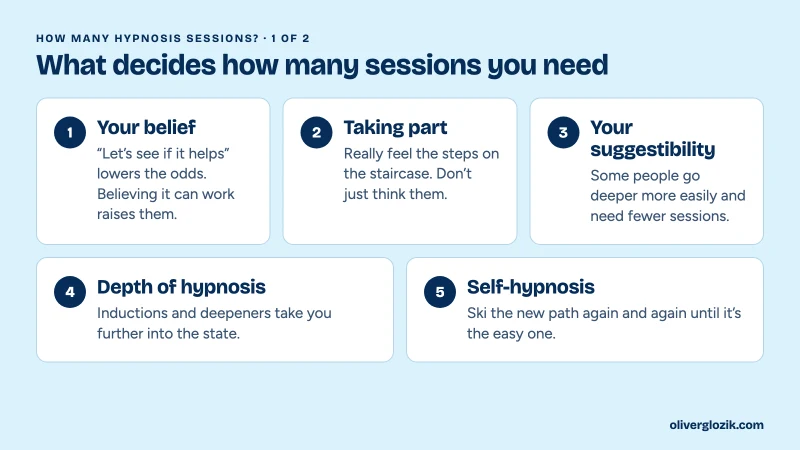 HOW MANY HYPNOSIS SESSIONS? · 1 OF 2
What decides how many sessions you need
1
Your belief
“Let’s see if it helps”
lowers the odds.
Believing it can work
raises them.
2
Taking part
Really feel the steps on
the staircase. Don’t
just think them.
3
Your
suggestibility
Some people go
deeper more easily and
need fewer sessions.
4
Depth of hypnosis
Inductions and deepeners take you
further into the state.
5
Self-hypnosis
Ski the new path again and again until it’s
the easy one.
oliverglozik.com